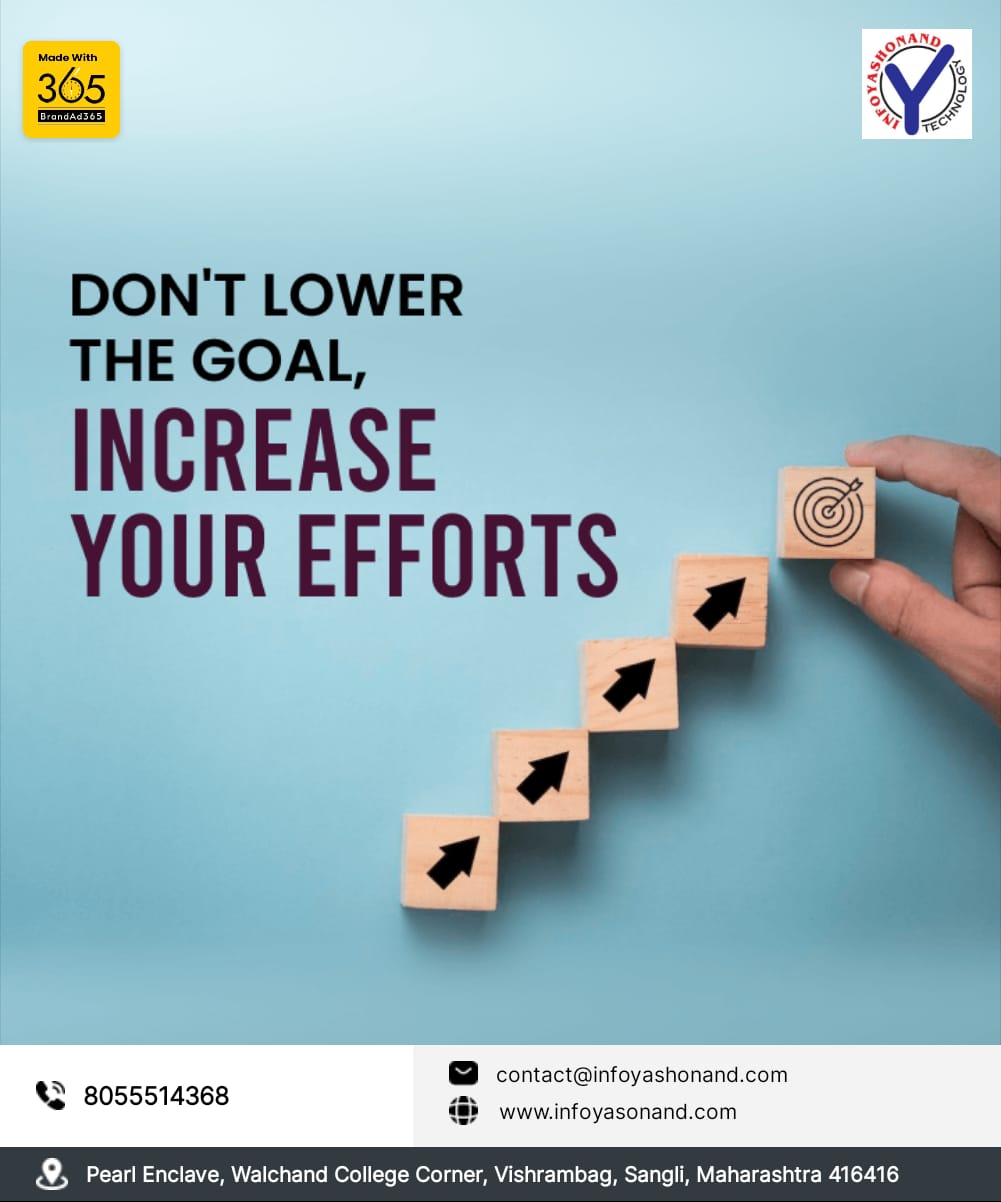 Made With
365
BrandAd365
INFOYASHONAND
TECHNOLOGY
Y
DON'T LOWER
THE GOAL,
INCREASE
YOUR EFFORTS
8055514368
contact@infoyashonand.com
www.infoyasonand.com
Pearl Enclave, Walchand College Corner, Vishrambag, Sangli, Maharashtra 416416